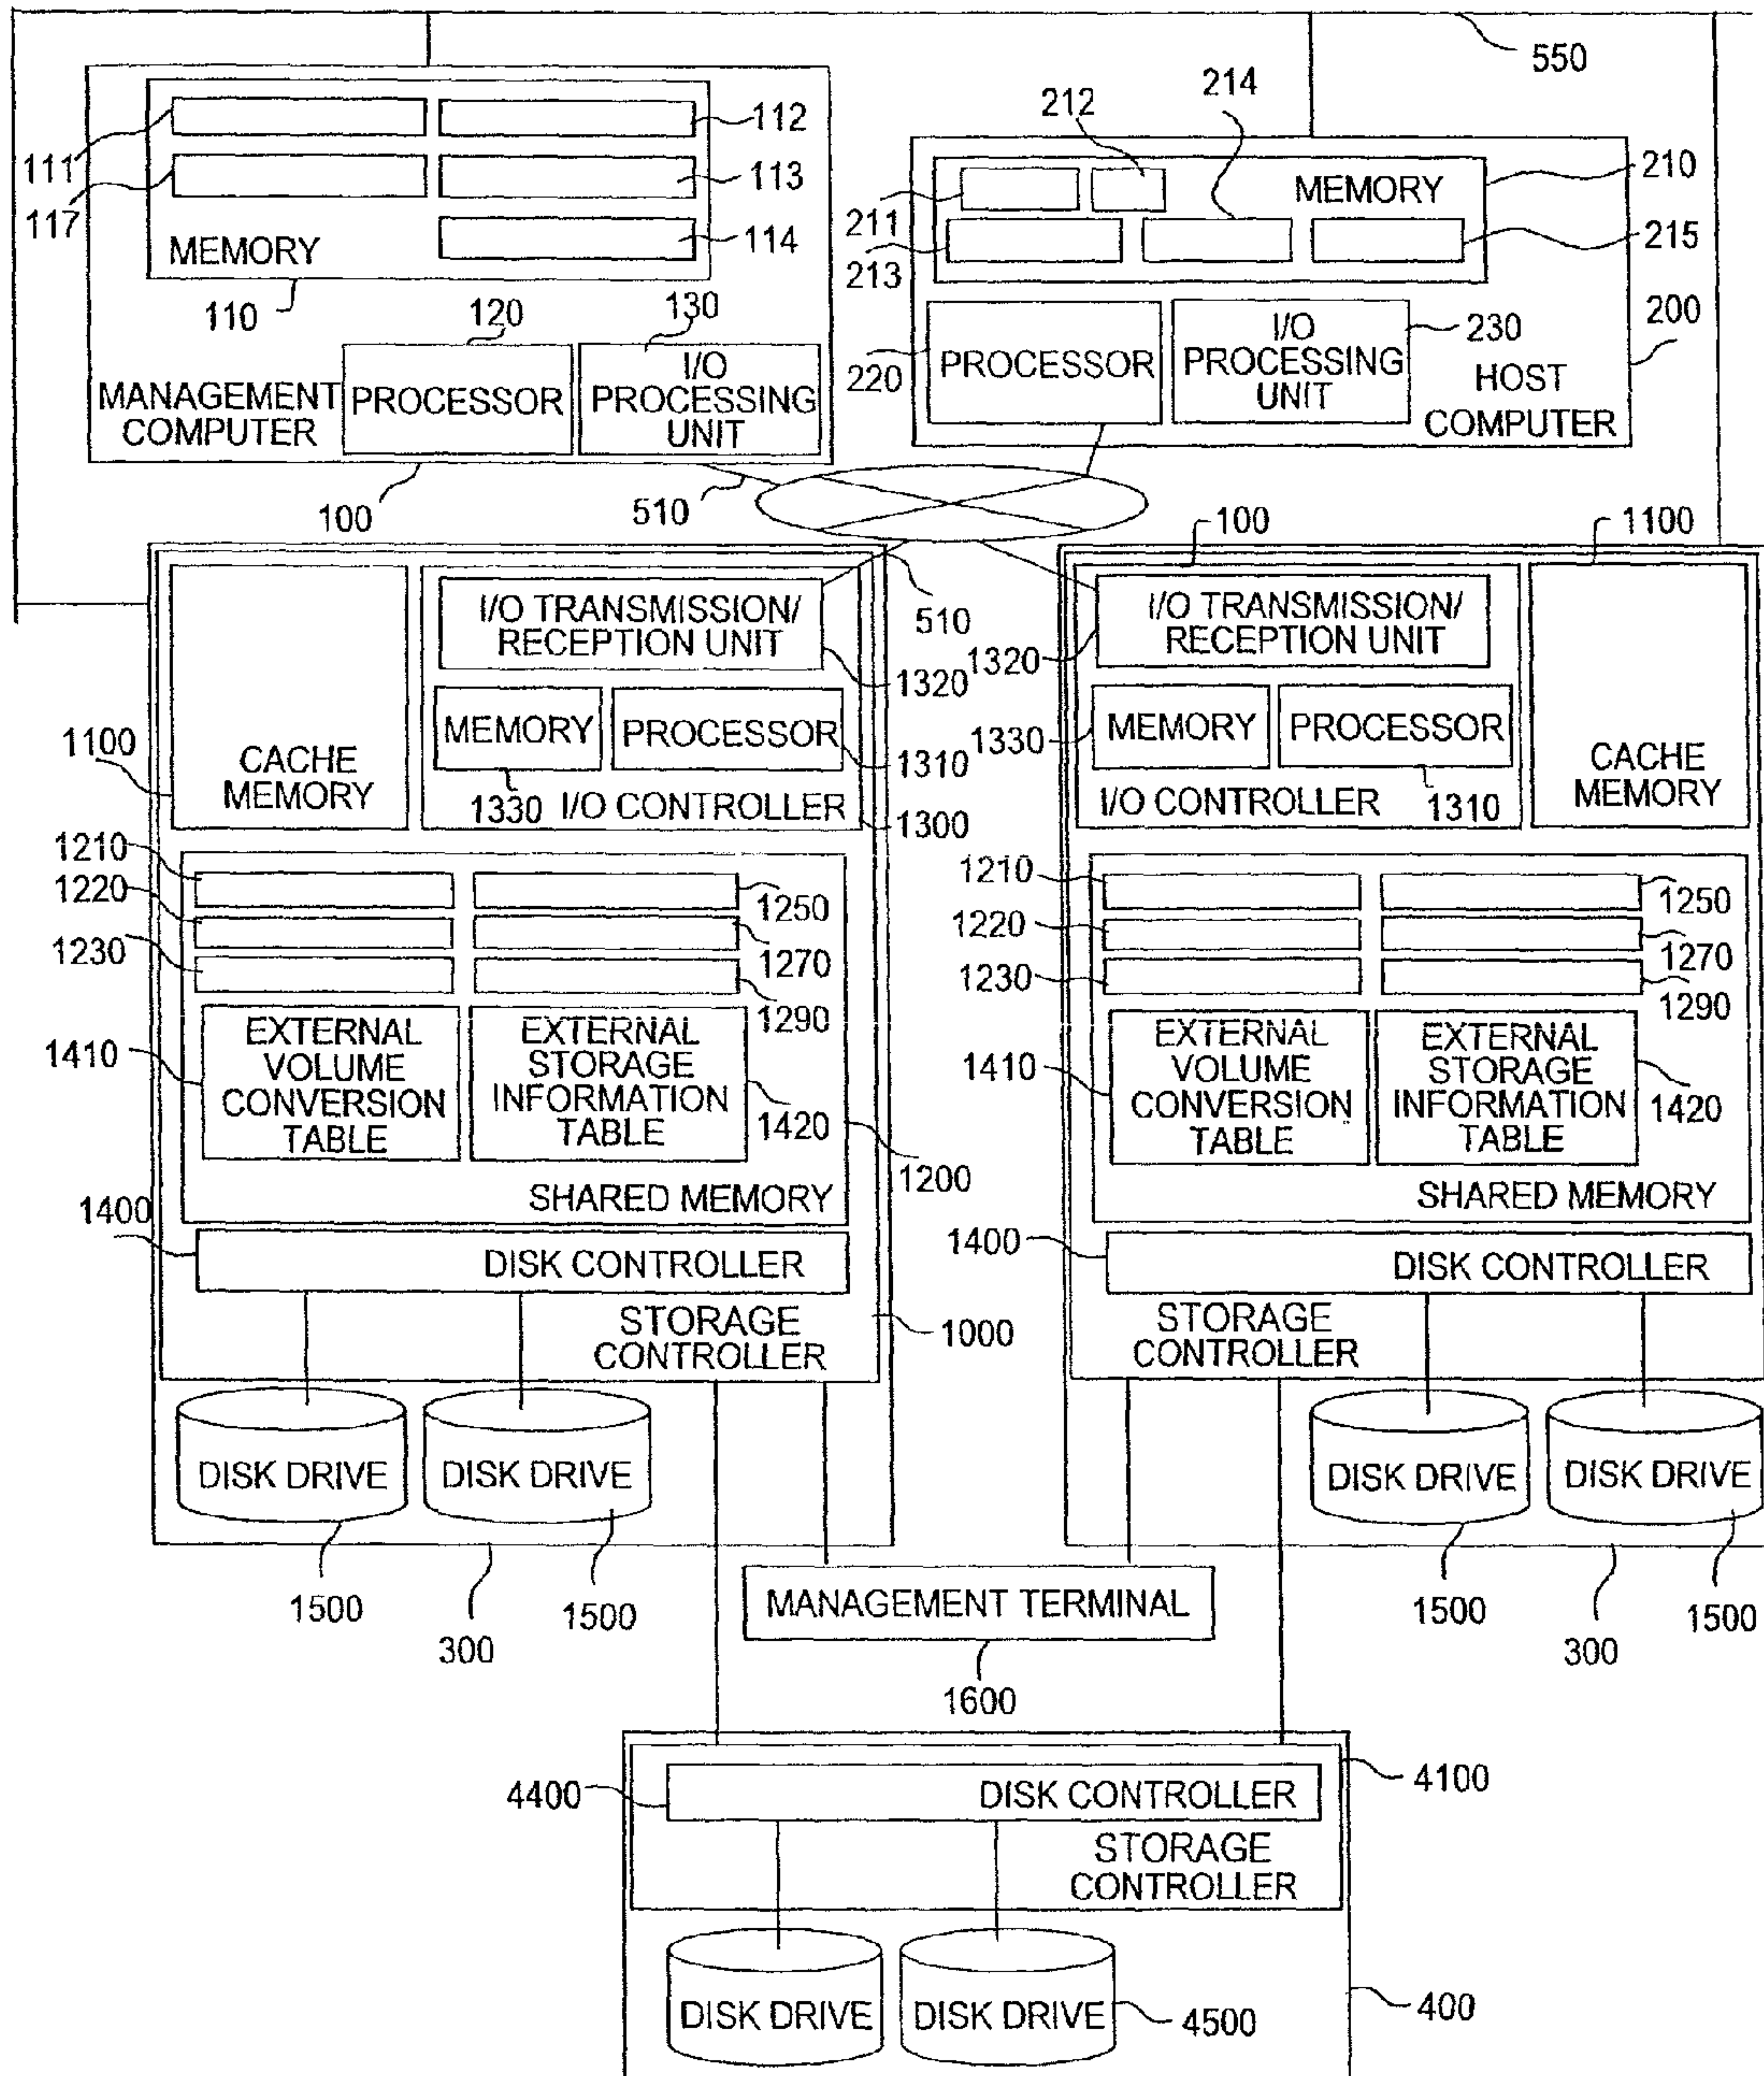 550
111
117
112
113
114
MEMORY
110
120
130
MANAGEMENT
COMPUTER
PROCESSOR
I/O
PROCESSING
UNIT
100
510
212
214
211
213
MEMORY
210
215
220
PROCESSOR
I/O
PROCESSING
UNIT
230
200
HOST
COMPUTER
510
I/O TRANSMISSION/
RECEPTION UNIT
1320
MEMORY
PROCESSOR
1310
1330
I/O CONTROLLER
1300
1100
CACHE
MEMORY
1210
1220
1230
1250
1270
1290
1410
EXTERNAL
VOLUME
CONVERSION
TABLE
EXTERNAL
STORAGE
INFORMATION
TABLE
1420
1200
SHARED MEMORY
1400
DISK CONTROLLER
STORAGE
CONTROLLER
1000
DISK DRIVE
DISK DRIVE
1500
300
1500
100
1100
I/O TRANSMISSION/
RECEPTION UNIT
1320
1330
MEMORY
PROCESSOR
I/O CONTROLLER
1310
CACHE
MEMORY
1210
1220
1230
1250
1270
1290
1410
EXTERNAL
VOLUME
CONVERSION
TABLE
EXTERNAL
STORAGE
INFORMATION
TABLE
1420
SHARED MEMORY
1400
DISK CONTROLLER
STORAGE
CONTROLLER
DISK DRIVE
DISK DRIVE
1500
300
1500
MANAGEMENT TERMINAL
1600
4400
DISK CONTROLLER
4100
STORAGE
CONTROLLER
DISK DRIVE
DISK DRIVE
4500
400